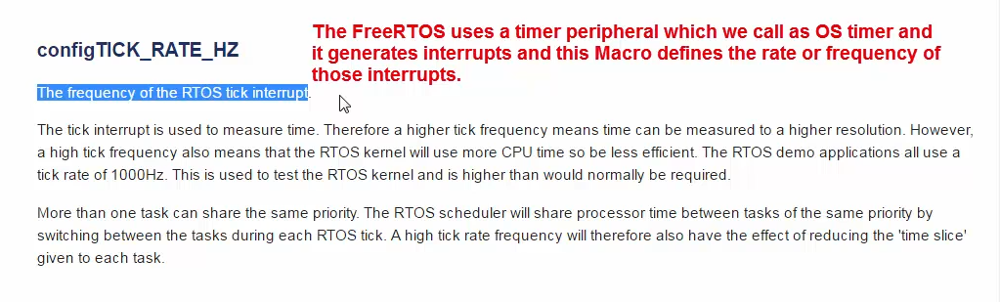 The FreeRTOS uses a timer peripheral which we call as OS timer and
configTICK_RATE_HZ
it generates interrupts and this Macro defines the rate or frequency of
those interrupts.
The frequency of the RTOS tick interrupt.
The tick interrupt is used to measure time. Therefore a higher tick frequency means time can be measured to a higher resolution. However,
a high tick frequency also means that the RTOS kernel will use more CPU time so be less efficient. The RTOS demo applications all use a
tick rate of 1000Hz. This is used to test the RTOS kernel and is higher than would normally be required.
More than one task can share the same priority. The RTOS scheduler will share processor time between tasks of the same priority by
switching between the tasks during each RTOS tick. A high tick rate frequency will therefore also have the effect of reducing the 'time slice'
given to each task.